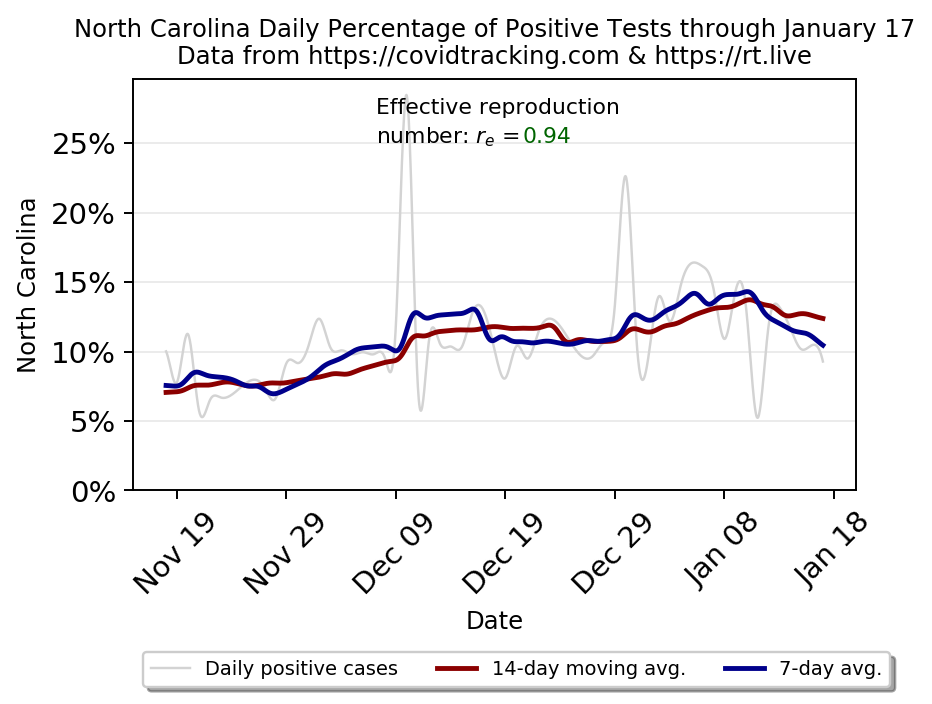 North Carolina Daily Percentage of Positive Tests through January 17
Data from https://covidtracking.com & https://rt.live
Effective reproduction
number: rₑ = 0.94
25%
20%
15%
10%
5%
0%
North Carolina
Nov 19
Nov 29
Dec 09
Dec 19
Dec 29
Jan 08
Jan 18
Date
Daily positive cases
14-day moving avg.
7-day avg.